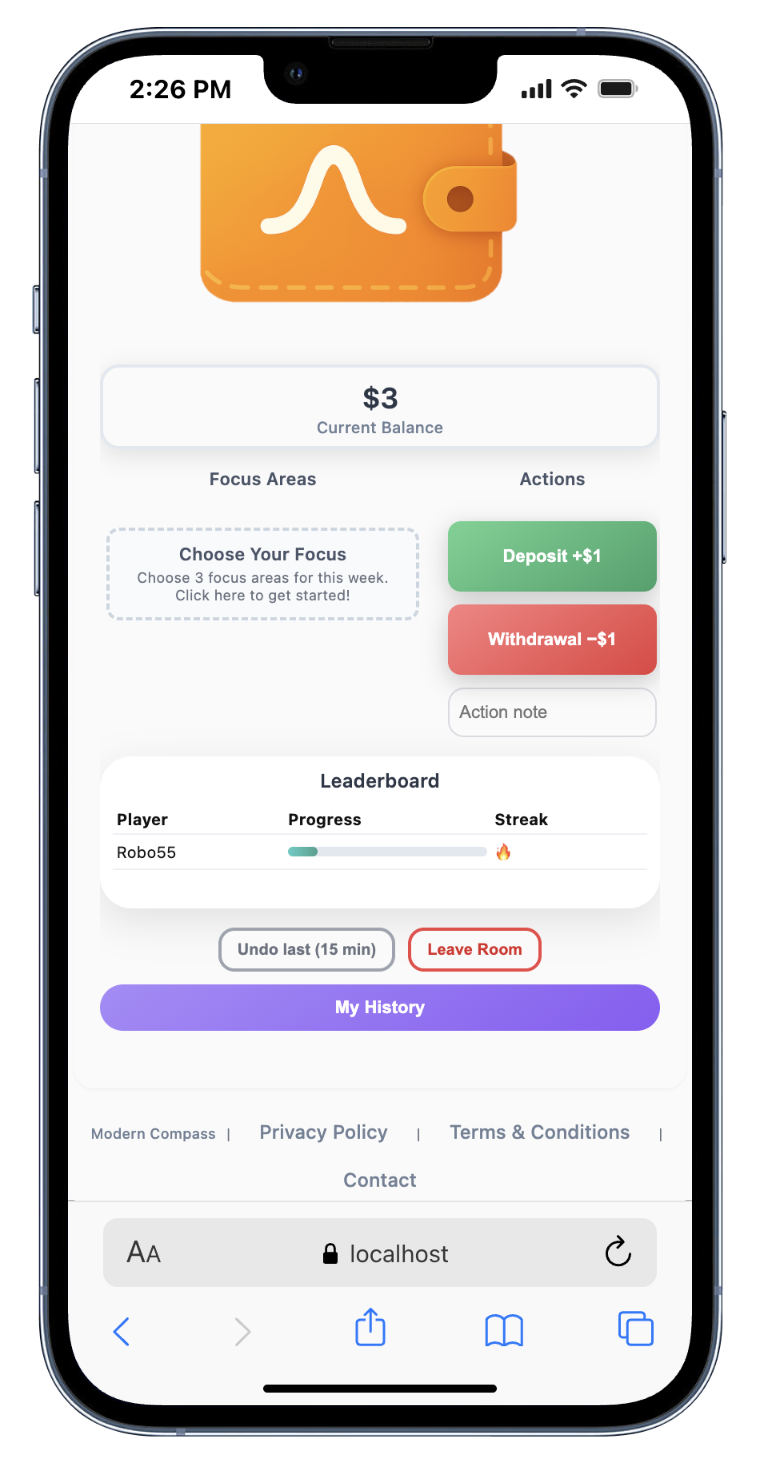 2:26 PM
$3
Current Balance
Focus Areas
Actions
Choose Your Focus
Choose 3 focus areas for this week.
Click here to get started!
Deposit +$1
Withdrawal −$1
Action note
Leaderboard
Player Progress Streak
Robo55
Undo last (15 min) Leave Room
My History
Modern Compass | Privacy Policy | Terms & Conditions |
Contact
AA localhost